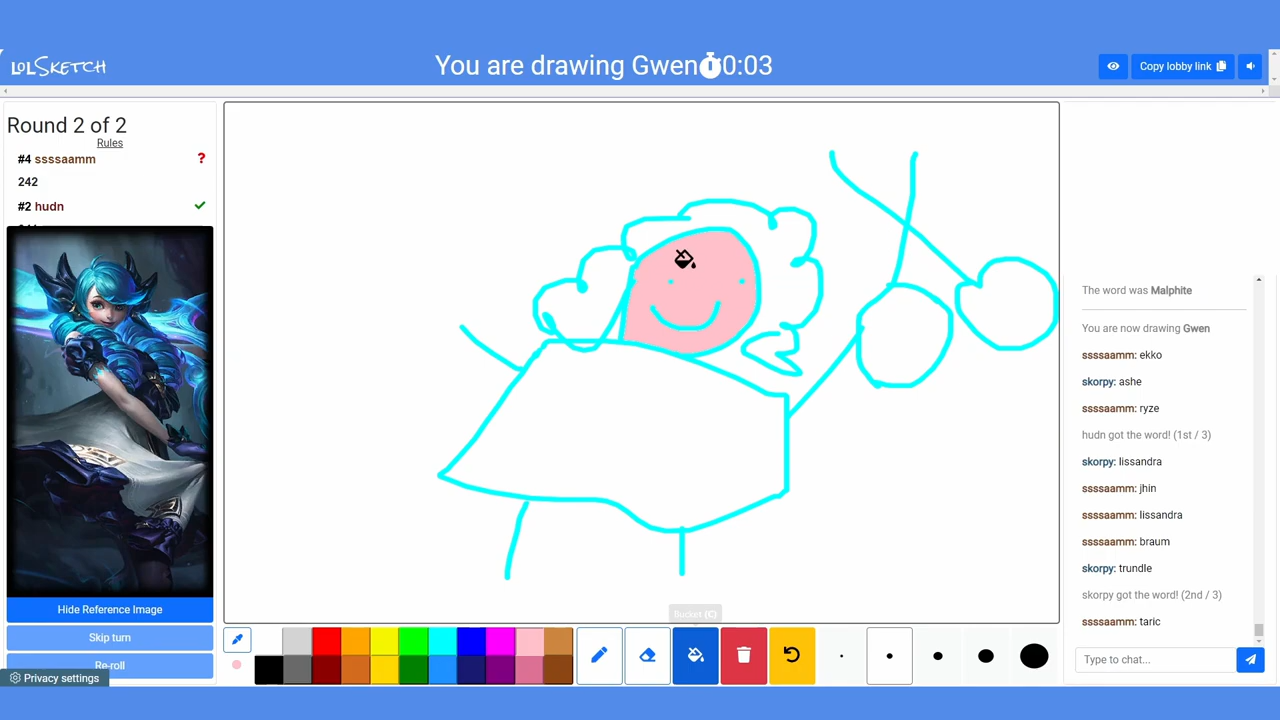 LOLSKETCH
You are drawing Gwen 0:03
Copy lobby link
Round 2 of 2
Rules
#4 ssssaamm ?
242
#2 hudn
Hide Reference Image
Skip turn
Re-roll
Privacy settings
Bucket (C)
The word was Malphite
You are now drawing Gwen
ssssaamm: ekko
skorpy: ashe
ssssaamm: ryze
hudn got the word! (1st / 3)
skorpy: lissandra
ssssaamm: jhin
ssssaamm: lissandra
ssssaamm: braum
skorpy: trundle
skorpy got the word! (2nd / 3)
ssssaamm: taric
Type to chat...